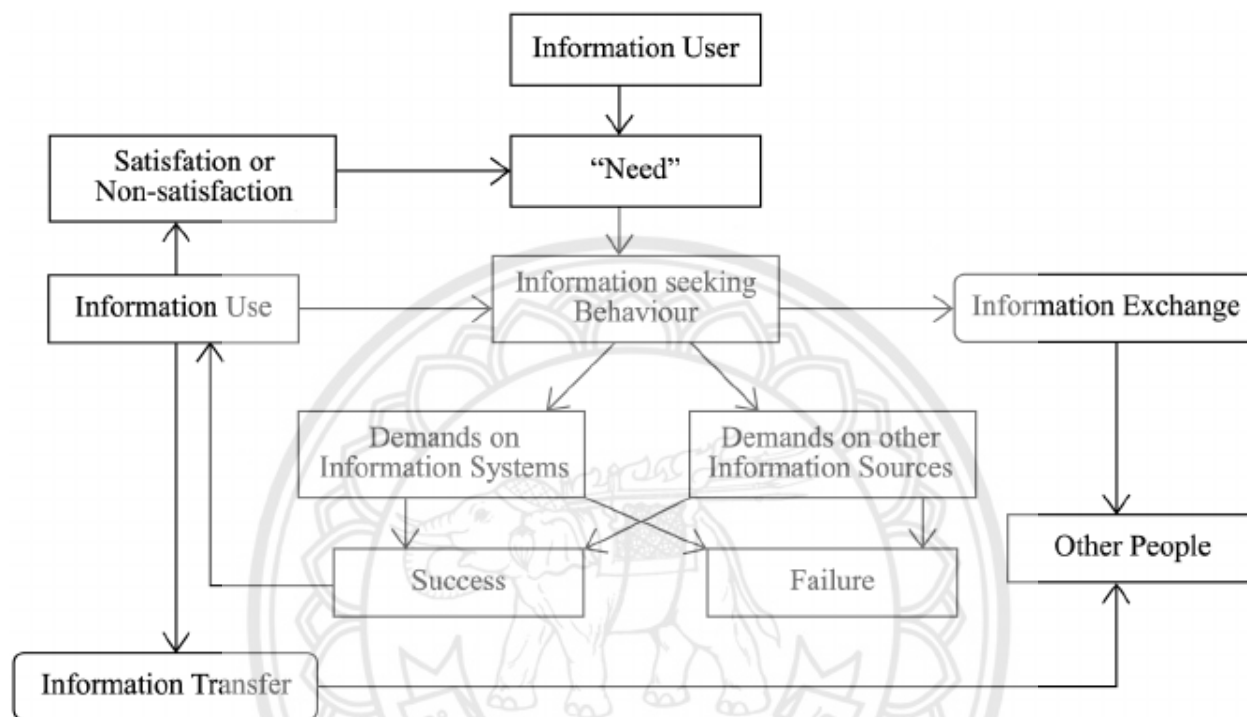 Information User
Satisfation or
Non-satisfaction
“Need”
Information Use
Information seeking
Behaviour
Information Exchange
Demands on
Information Systems
Demands on other
Information Sources
Success
Failure
Other People
Information Transfer